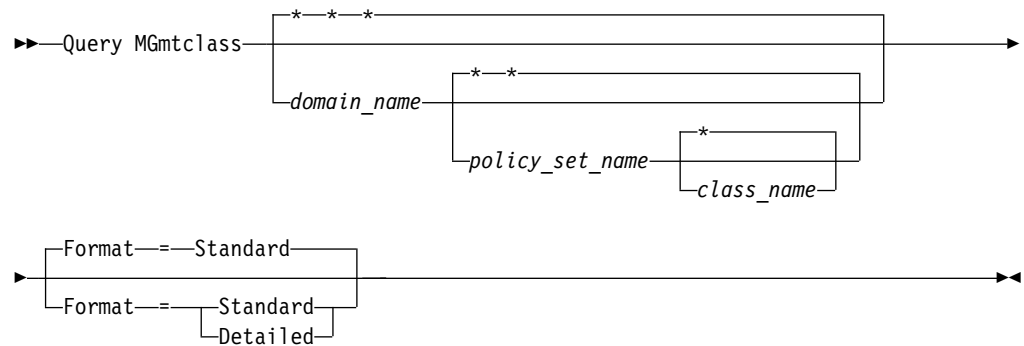 * * *
Query MGmtclass
* *
domain_name
*
policy_set_name
class_name
Format = Standard
Format = Standard
Detailed